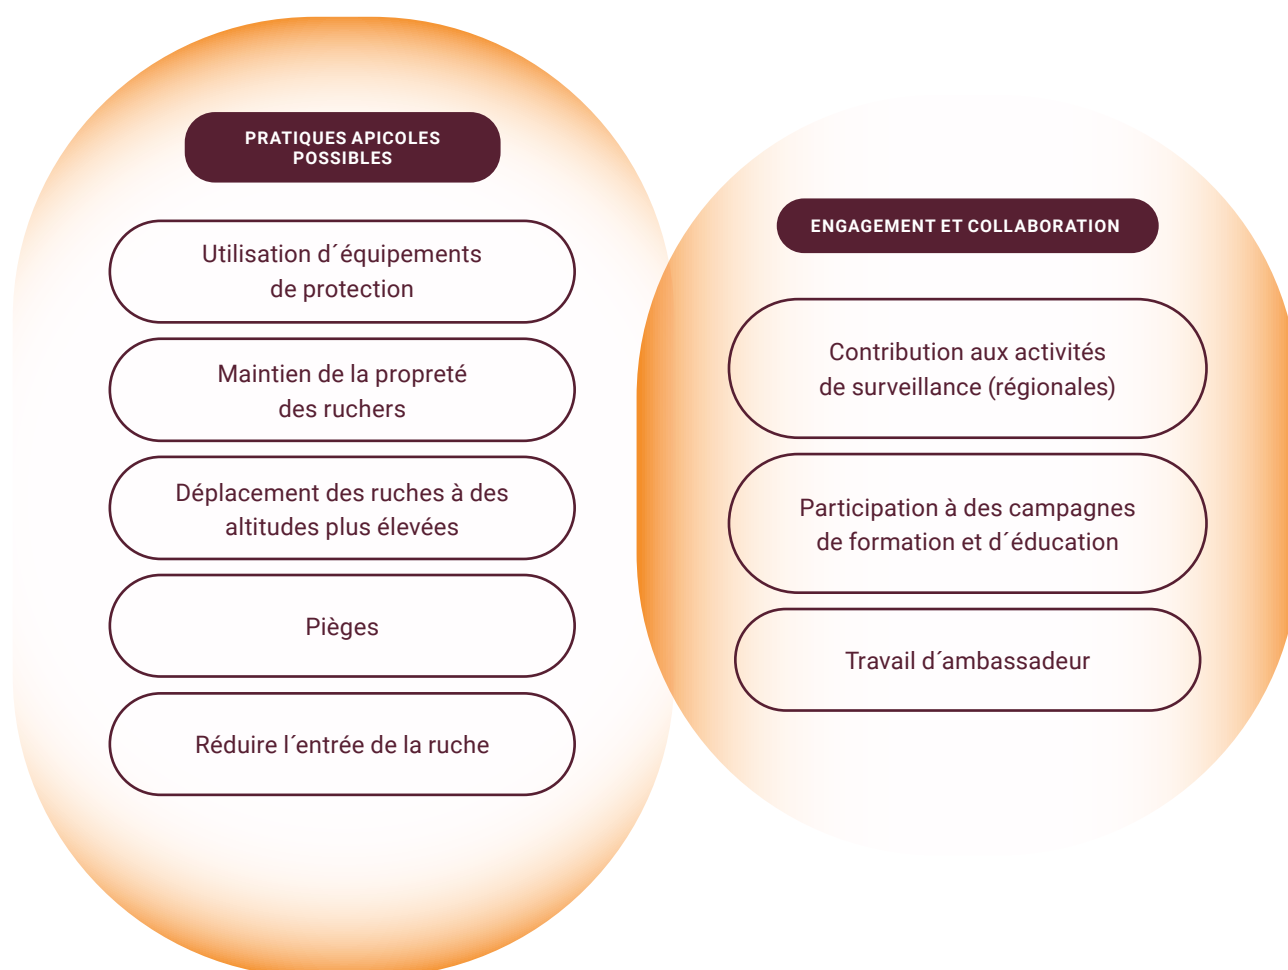 PRATIQUES APICOLES
POSSIBLES
Utilisation d´équipements
de protection
Maintien de la propreté
des ruchers
Déplacement des ruches à des
altitudes plus élevées
Pièges
Réduire l´entrée de la ruche
ENGAGEMENT ET COLLABORATION
Contribution aux activités
de surveillance (régionales)
Participation à des campagnes
de formation et d´éducation
Travail d´ambassadeur